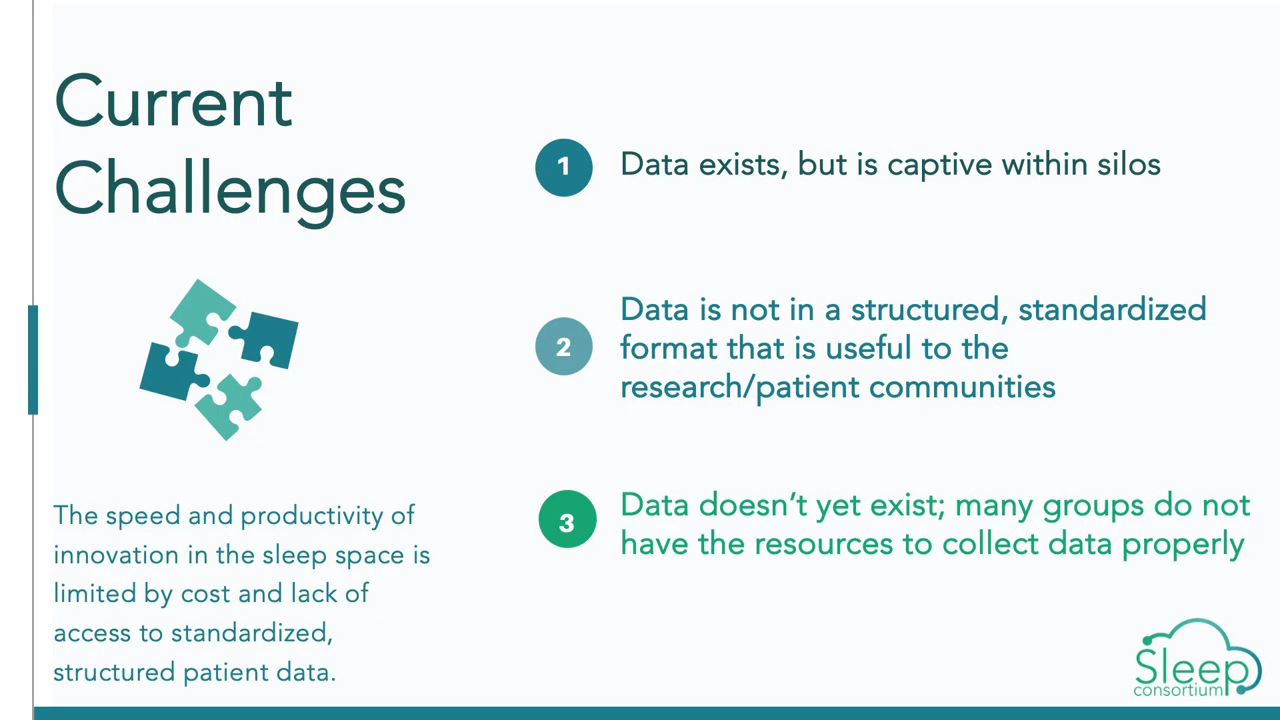 Current
Challenges
The speed and productivity of
innovation in the sleep space is
limited by cost and lack of
access to standardized,
structured patient data.
1
Data exists, but is captive within silos
2
Data is not in a structured, standardized
format that is useful to the
research/patient communities
3
Data doesn’t yet exist; many groups do not
have the resources to collect data properly
Sleep
consortium